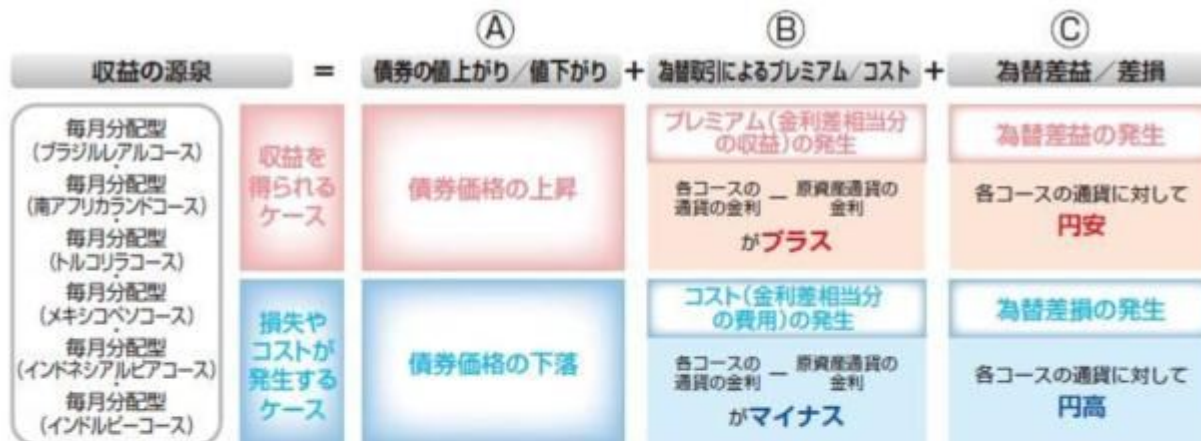 Ⓐ
Ⓑ
Ⓒ
収益の源泉 = 債券の値上がり/値下がり + 為替取引によるプレミアム/コスト + 為替差益/差損
毎月分配型
(ブラジルレアルコース)
・
毎月分配型
(南アフリカランドコース)
・
毎月分配型
(トルコリラコース)
・
毎月分配型
(メキシコペソコース)
・
毎月分配型
(インドネシアルピアコース)
・
毎月分配型
(インドルピーコース)
収益を
得られる
ケース
債券価格の上昇
プレミアム(金利差相当分
の収益)の発生
各コースの
通貨の金利
−
原資産通貨の
金利
がプラス
為替差益の発生
各コースの通貨に対して
円安
損失や
コストが
発生する
ケース
債券価格の下落
コスト(金利差相当分
の費用)の発生
各コースの
通貨の金利
−
原資産通貨の
金利
がマイナス
為替差損の発生
各コースの通貨に対して
円高